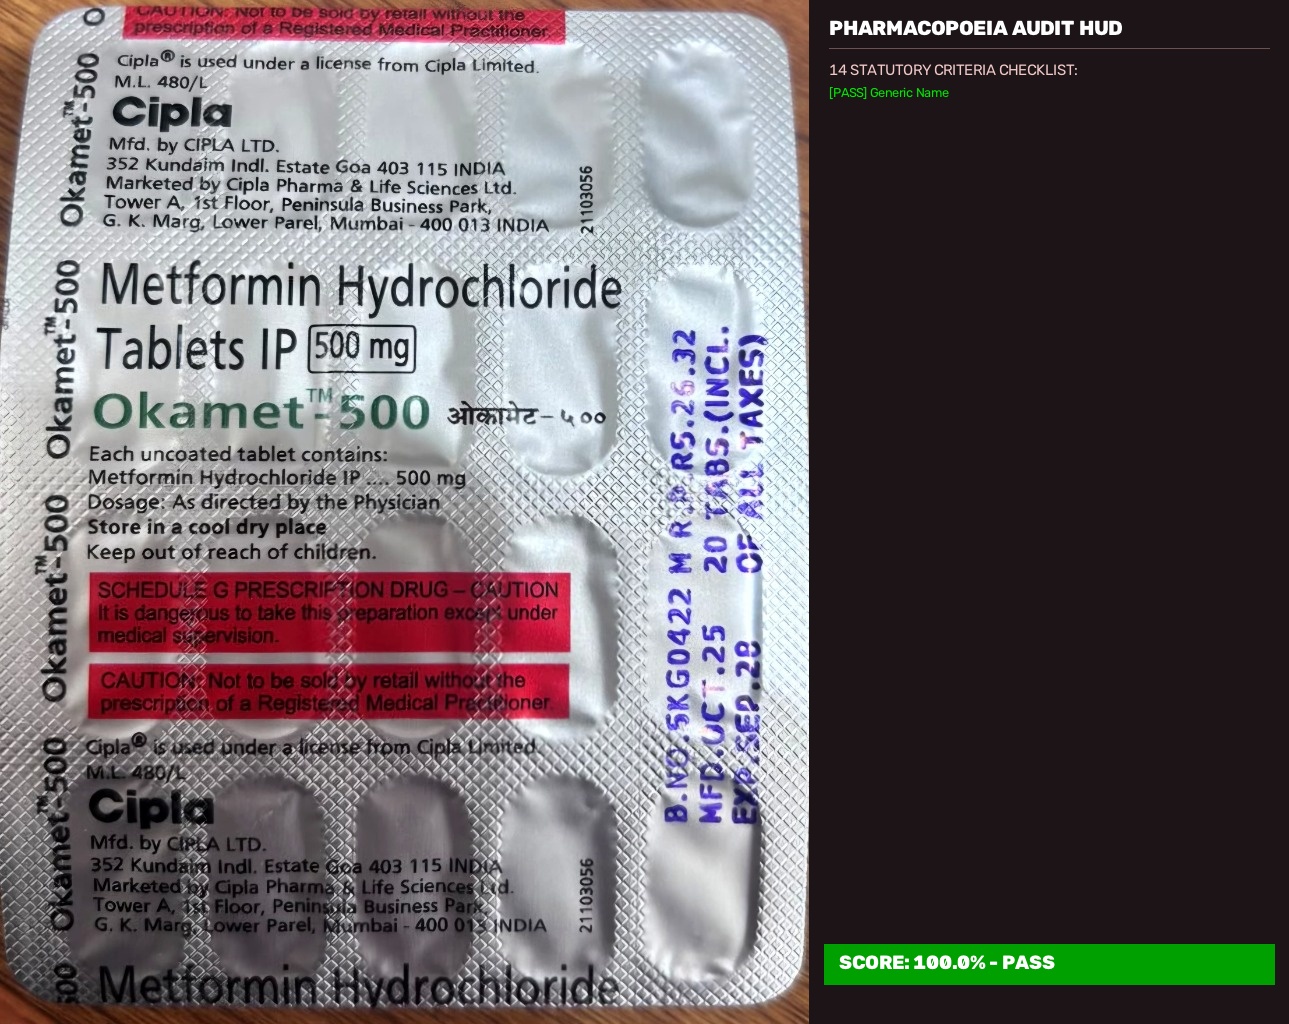 CAUTION: Not to be sold by retail without the
prescription of a Registered Medical Practitioner.
Cipla® is used under a license from Cipla Limited.
M.L. 480/L
Cipla
Mfd. by CIPLA LTD.
352 Kundaim Indl. Estate Goa 403 115 INDIA
Marketed by Cipla Pharma & Life Sciences Ltd.
Tower A, 1st Floor, Peninsula Business Park,
G. K. Marg, Lower Parel, Mumbai - 400 013 INDIA
21103056
Okamet™-500
Okamet™-500
Okamet™-500
Okamet™-500
Metformin Hydrochloride
Tablets IP 500 mg
Okamet™-500 ओकामेट-५००
Each uncoated tablet contains:
Metformin Hydrochloride IP .... 500 mg
Dosage: As directed by the Physician
Store in a cool dry place
Keep out of reach of children.
SCHEDULE G PRESCRIPTION DRUG – CAUTION
It is dangerous to take this preparation except under
medical supervision.
CAUTION: Not to be sold by retail without the
prescription of a Registered Medical Practitioner.
Cipla® is used under a license from Cipla Limited.
M.L. 480/L
Cipla
Mfd. by CIPLA LTD.
352 Kundaim Indl. Estate Goa 403 115 INDIA
Marketed by Cipla Pharma & Life Sciences Ltd.
Tower A, 1st Floor, Peninsula Business Park,
G. K. Marg, Lower Parel, Mumbai - 400 013 INDIA
21103056
Metformin Hydrochloride
B.NO.5KG0422 M R.P.RS.26.32
MFD.OCT.25 20 TABS.(INCL.
EXP.SEP.28 OF ALL TAXES)
PHARMACOPOEIA AUDIT HUD
14 STATUTORY CRITERIA CHECKLIST:
[PASS] Generic Name
SCORE: 100.0% - PASS